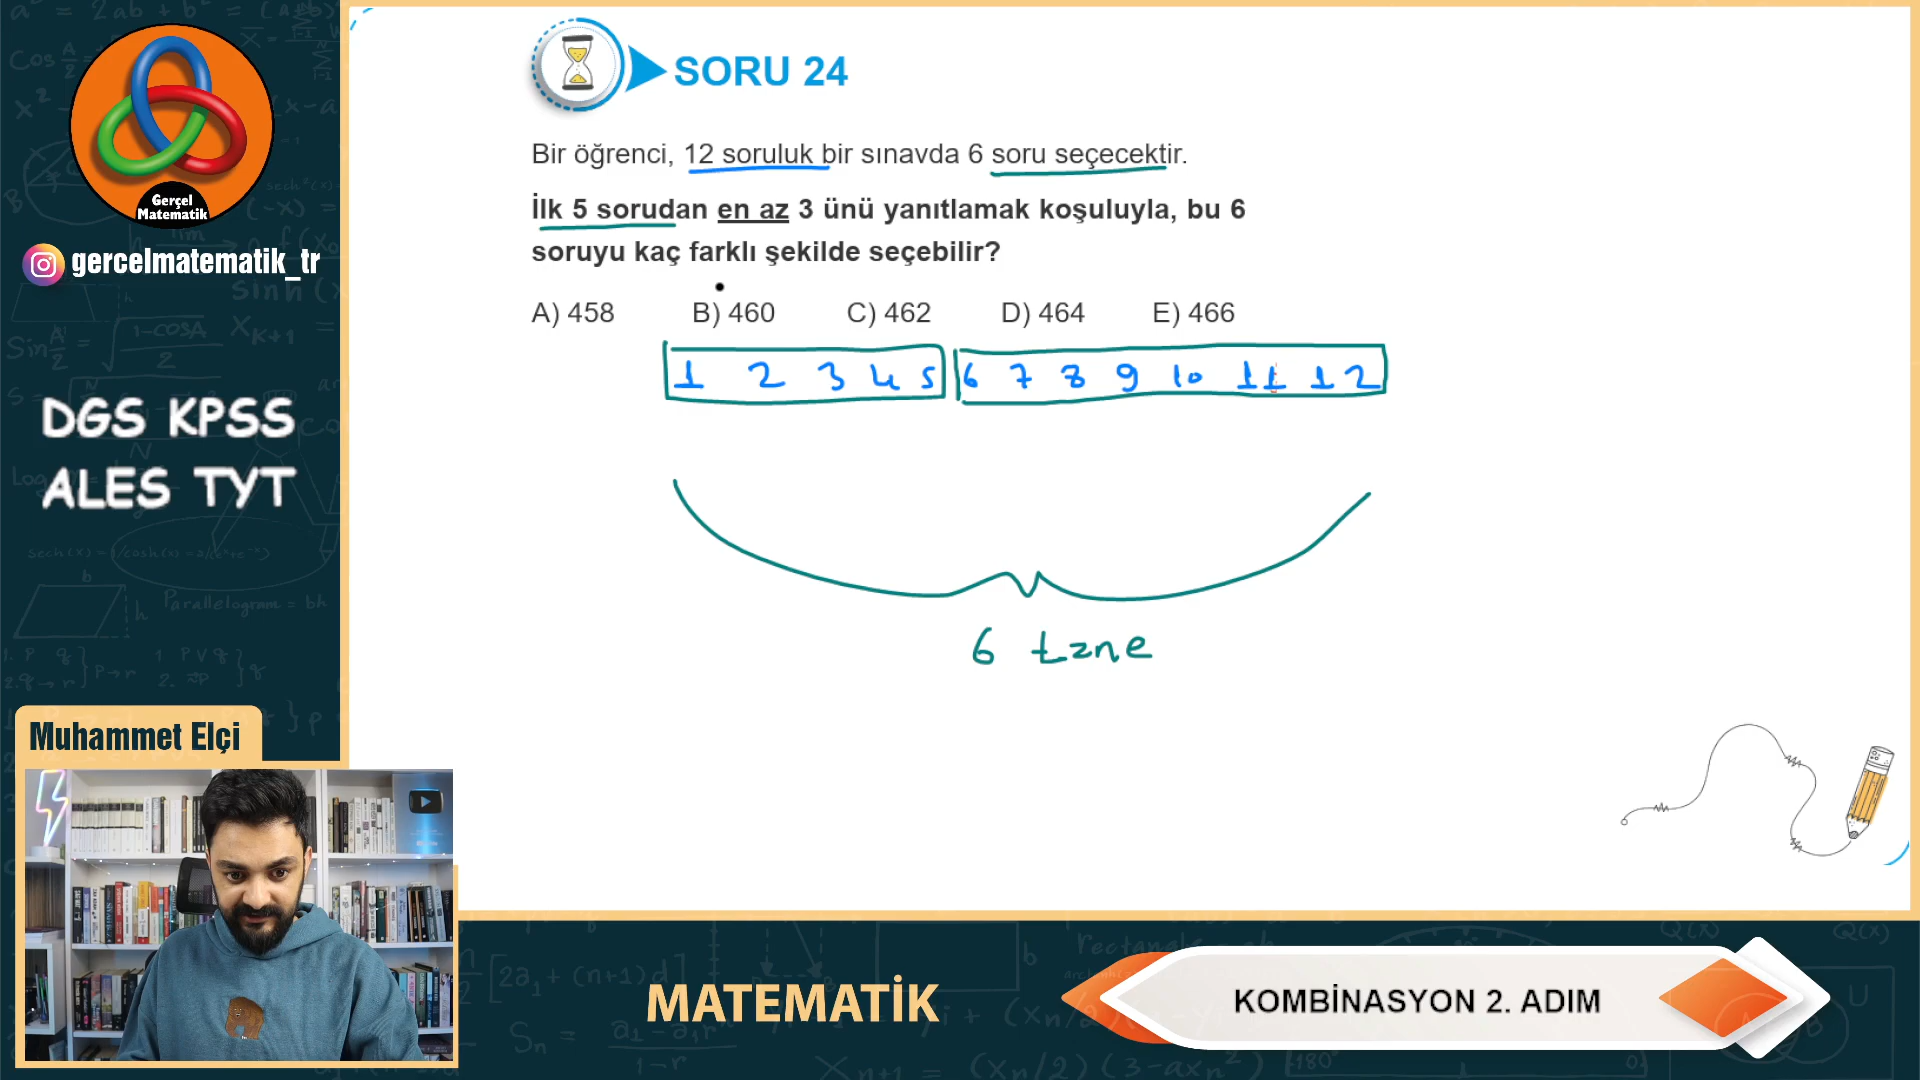 SORU 24
Bir öğrenci, 12 soruluk bir sınavda 6 soru seçecektir.
İlk 5 sorudan en az 3 ünü yanıtlamak koşuluyla, bu 6
soruyu kaç farklı şekilde seçebilir?
A) 458 B) 460 C) 462 D) 464 E) 466
1 2 3 4 5 6 7 8 9 10 11 12
6 tane
Gerçel
Matematik
gercelmatematik_tr
DGS KPSS
ALES TYT
Muhammet Elçi
MATEMATİK
KOMBİNASYON 2. ADIM